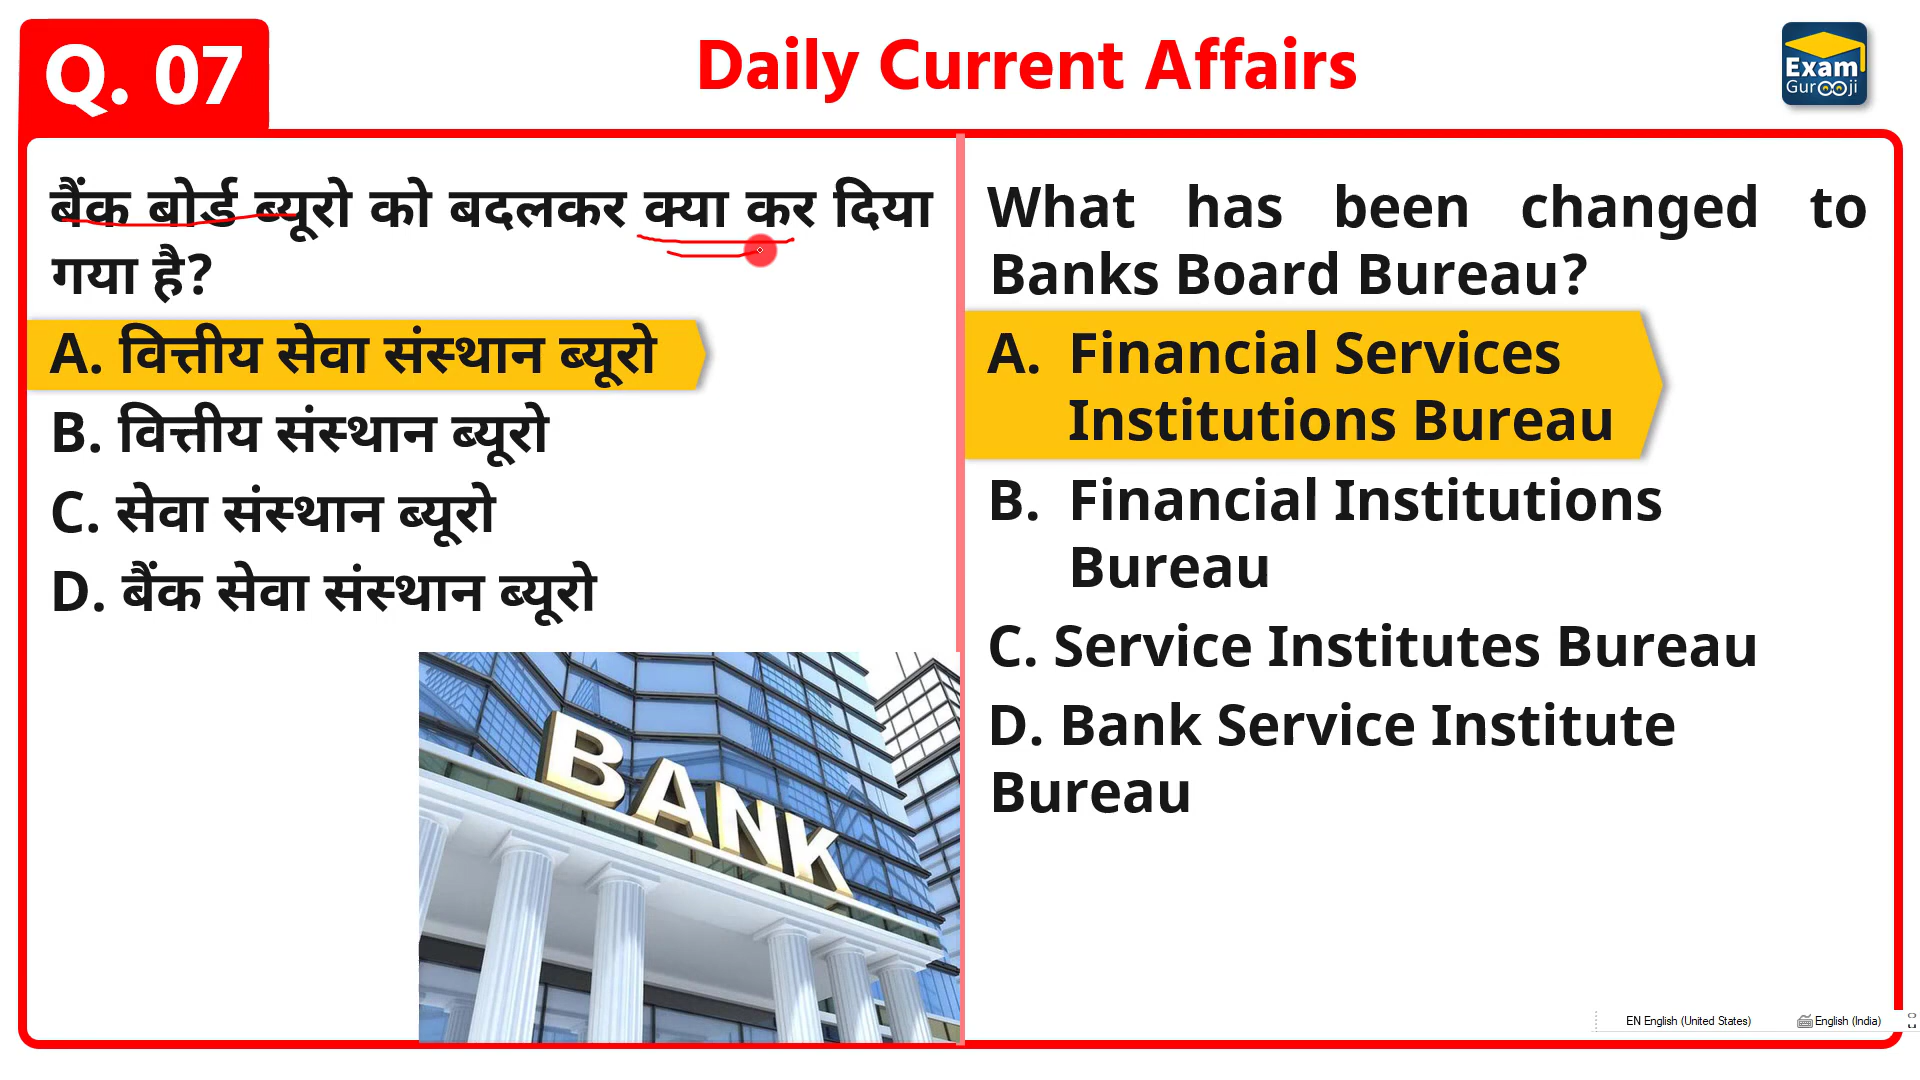 Q. 07
Daily Current Affairs
Exam
Gurooji
बैंक बोर्ड ब्यूरो को बदलकर क्या कर दिया
गया है?
A. वित्तीय सेवा संस्थान ब्यूरो
B. वित्तीय संस्थान ब्यूरो
C. सेवा संस्थान ब्यूरो
D. बैंक सेवा संस्थान ब्यूरो
BANK
What has been changed to
Banks Board Bureau?
A. Financial Services
Institutions Bureau
B. Financial Institutions
Bureau
C. Service Institutes Bureau
D. Bank Service Institute
Bureau
EN English (United States) English (India)